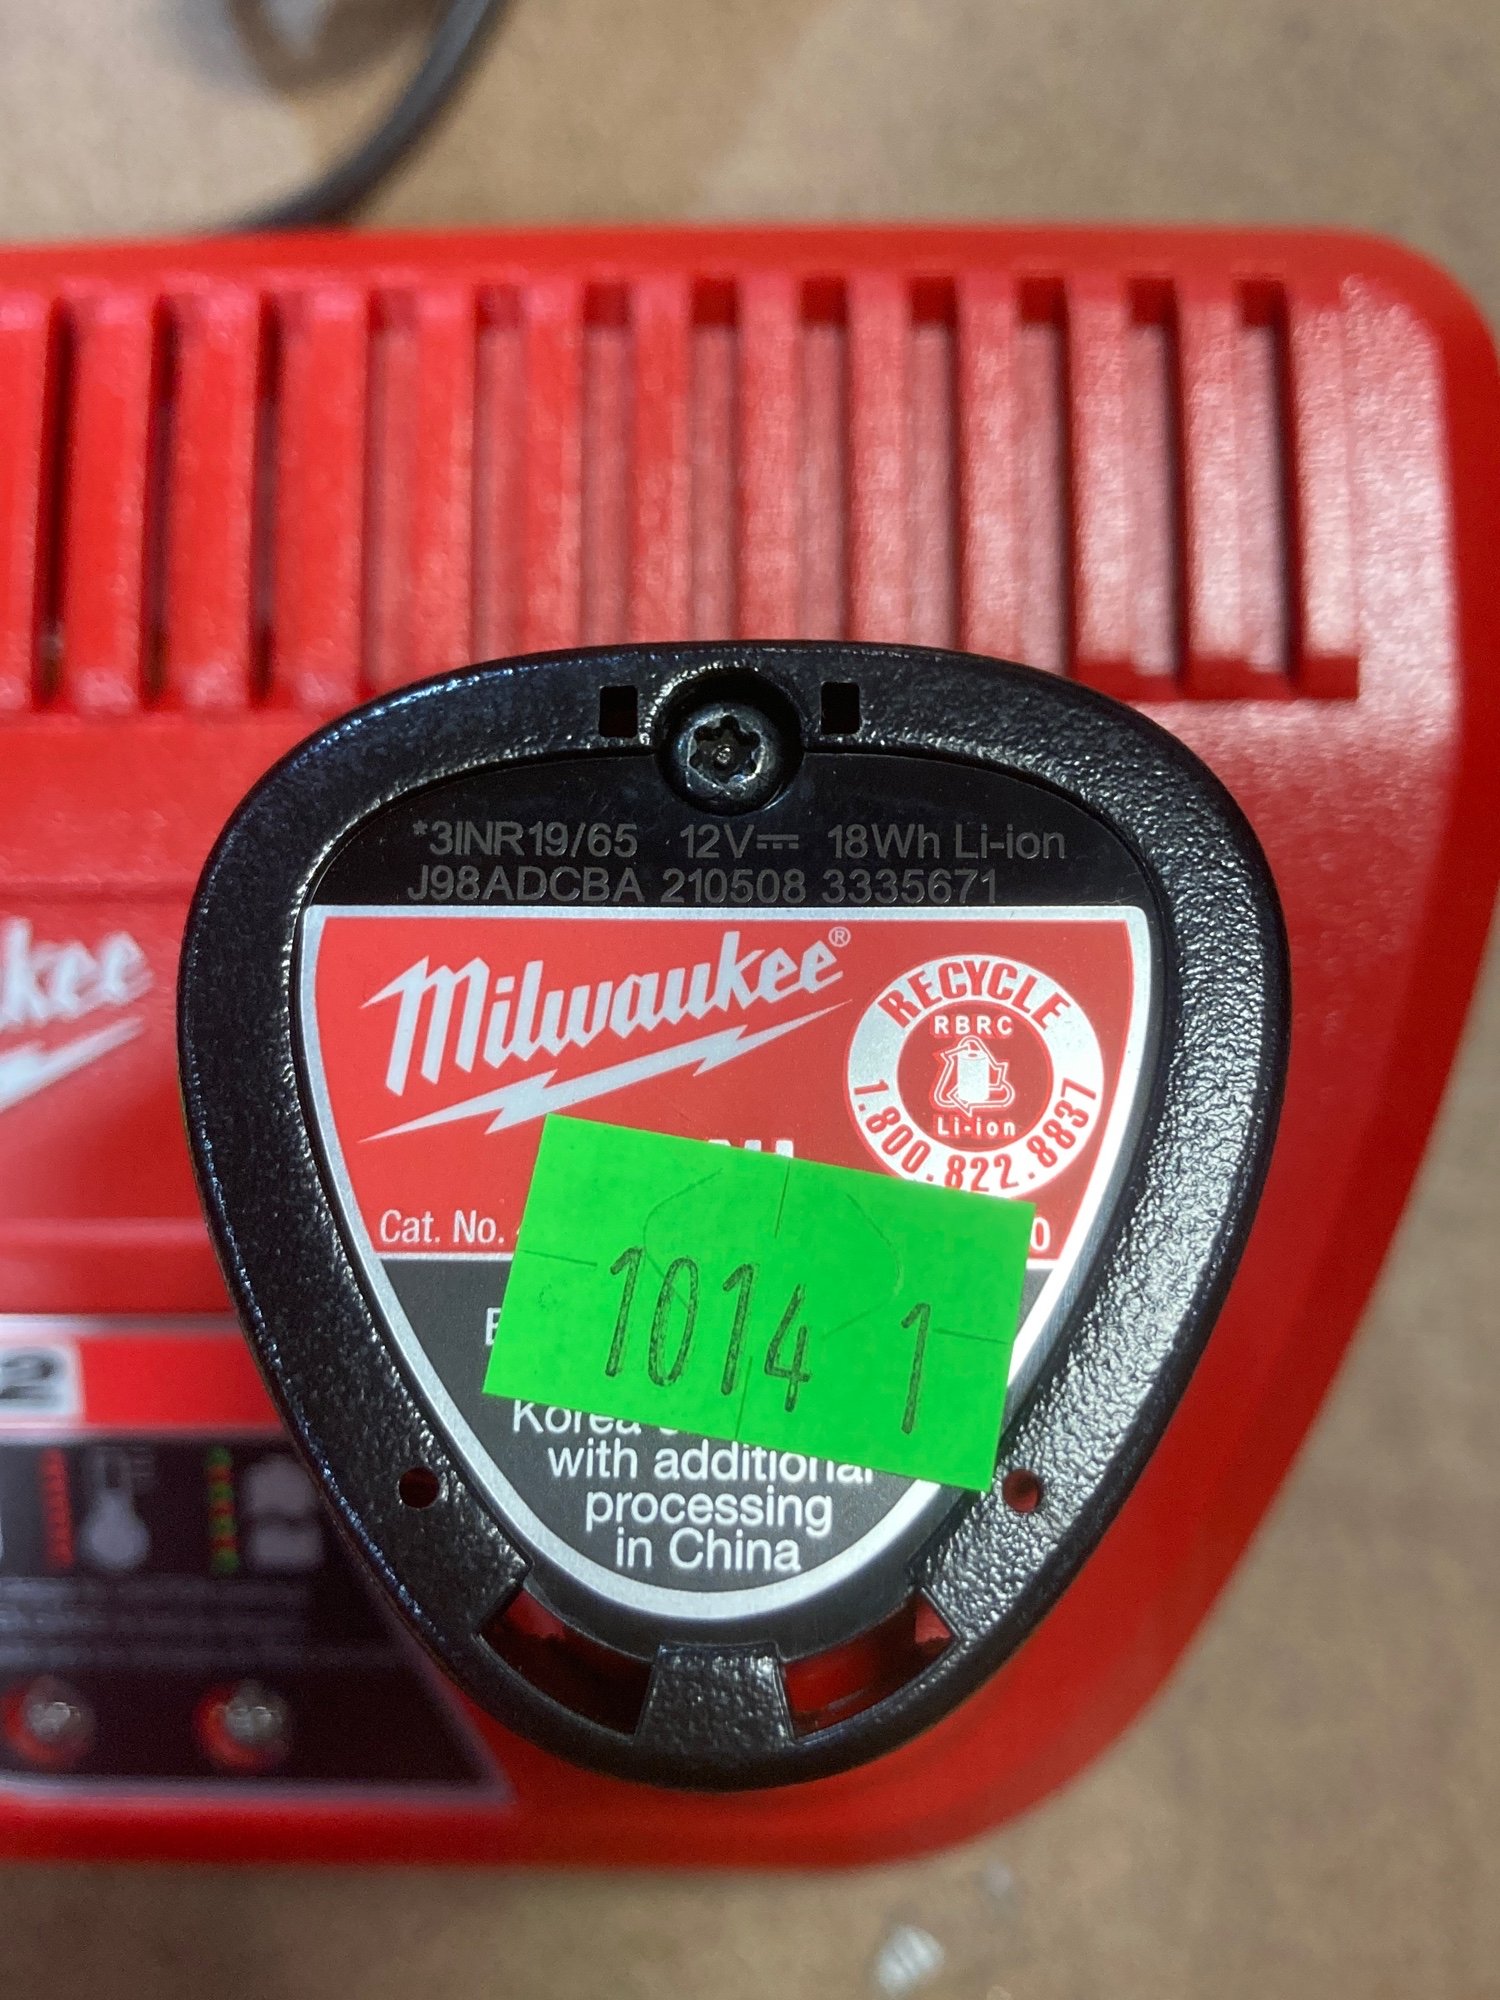 *3INR19/65 12V⎓ 18Wh Li-ion
J98ADCBA 210508 3335671
Milwaukee®
RECYCLE
RBRC
Li-ion
1.800.822.8837
Cat. No.
1014 1
Korea
with additional
processing
in China